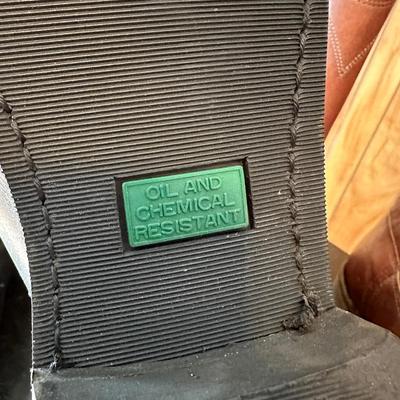 OIL AND
CHEMICAL
RESISTANT